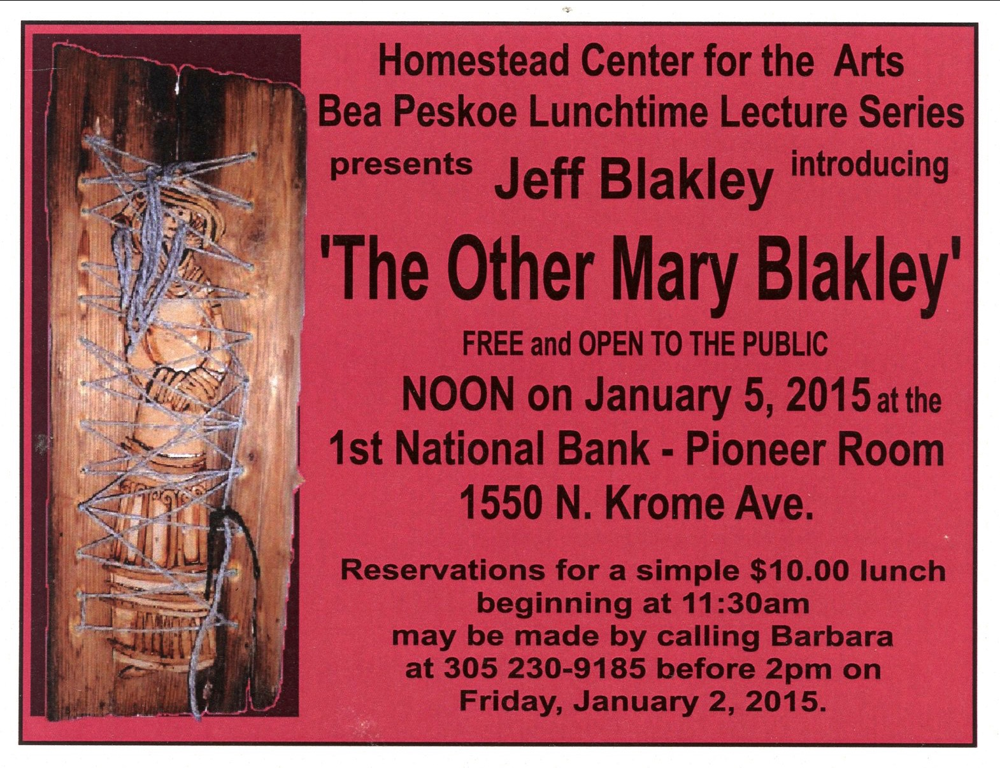 Homestead Center for the Arts
Bea Peskoe Lunchtime Lecture Series
presents Jeff Blakley introducing
'The Other Mary Blakley'
FREE and OPEN TO THE PUBLIC
NOON on January 5, 2015 at the
1st National Bank - Pioneer Room
1550 N. Krome Ave.
Reservations for a simple $10.00 lunch
beginning at 11:30am
may be made by calling Barbara
at 305 230-9185 before 2pm on
Friday, January 2, 2015.